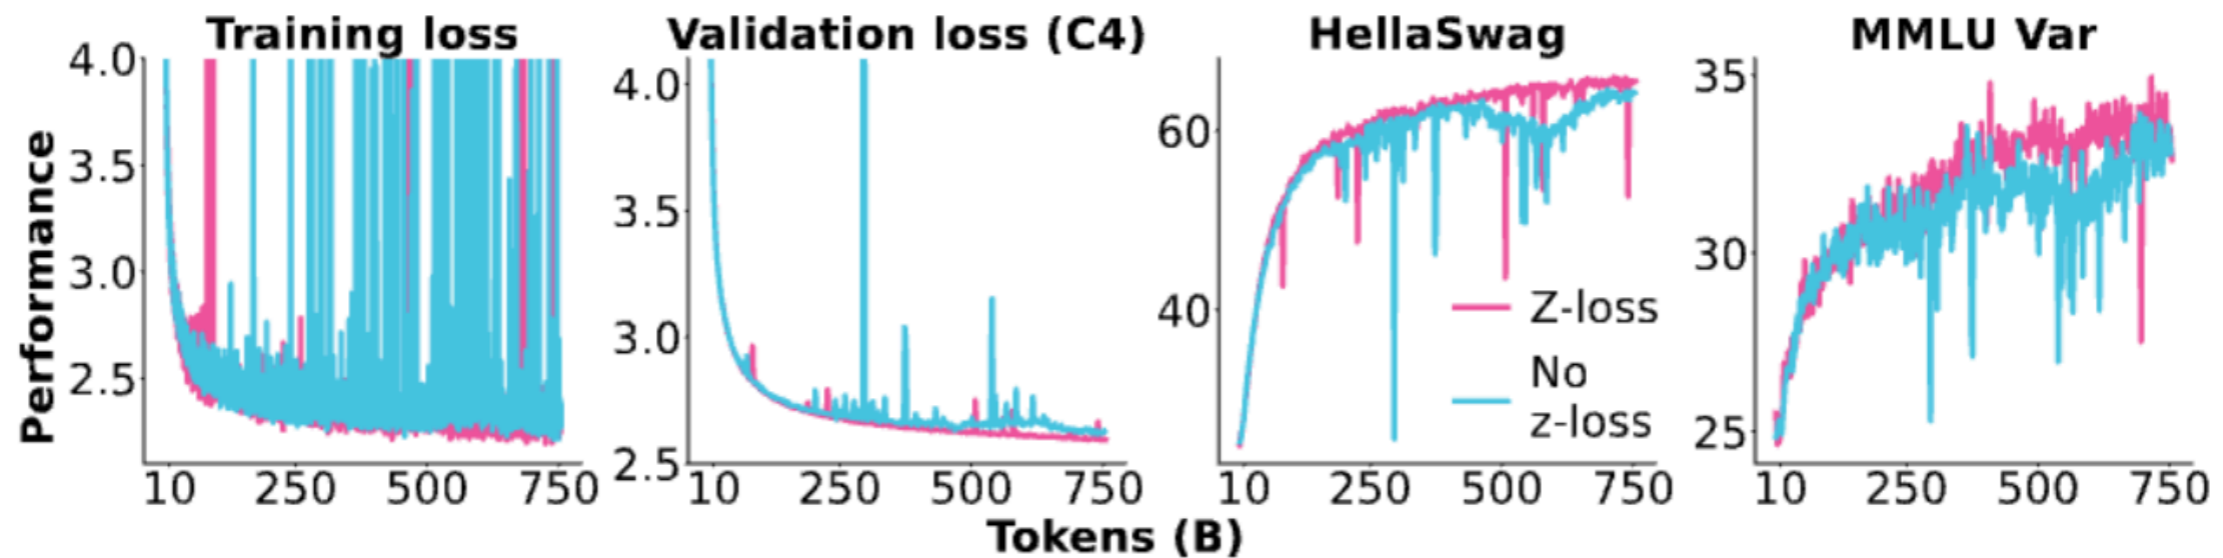 Training loss
Validation loss (C4)
HellaSwag
MMLU Var
Performance
4.0
3.5
3.0
2.5
10 250 500 750
4.0
3.5
3.0
2.5
10 250 500 750
60
40
Z-loss
No
z-loss
10 250 500 750
35
30
25
10 250 500 750
Tokens (B)